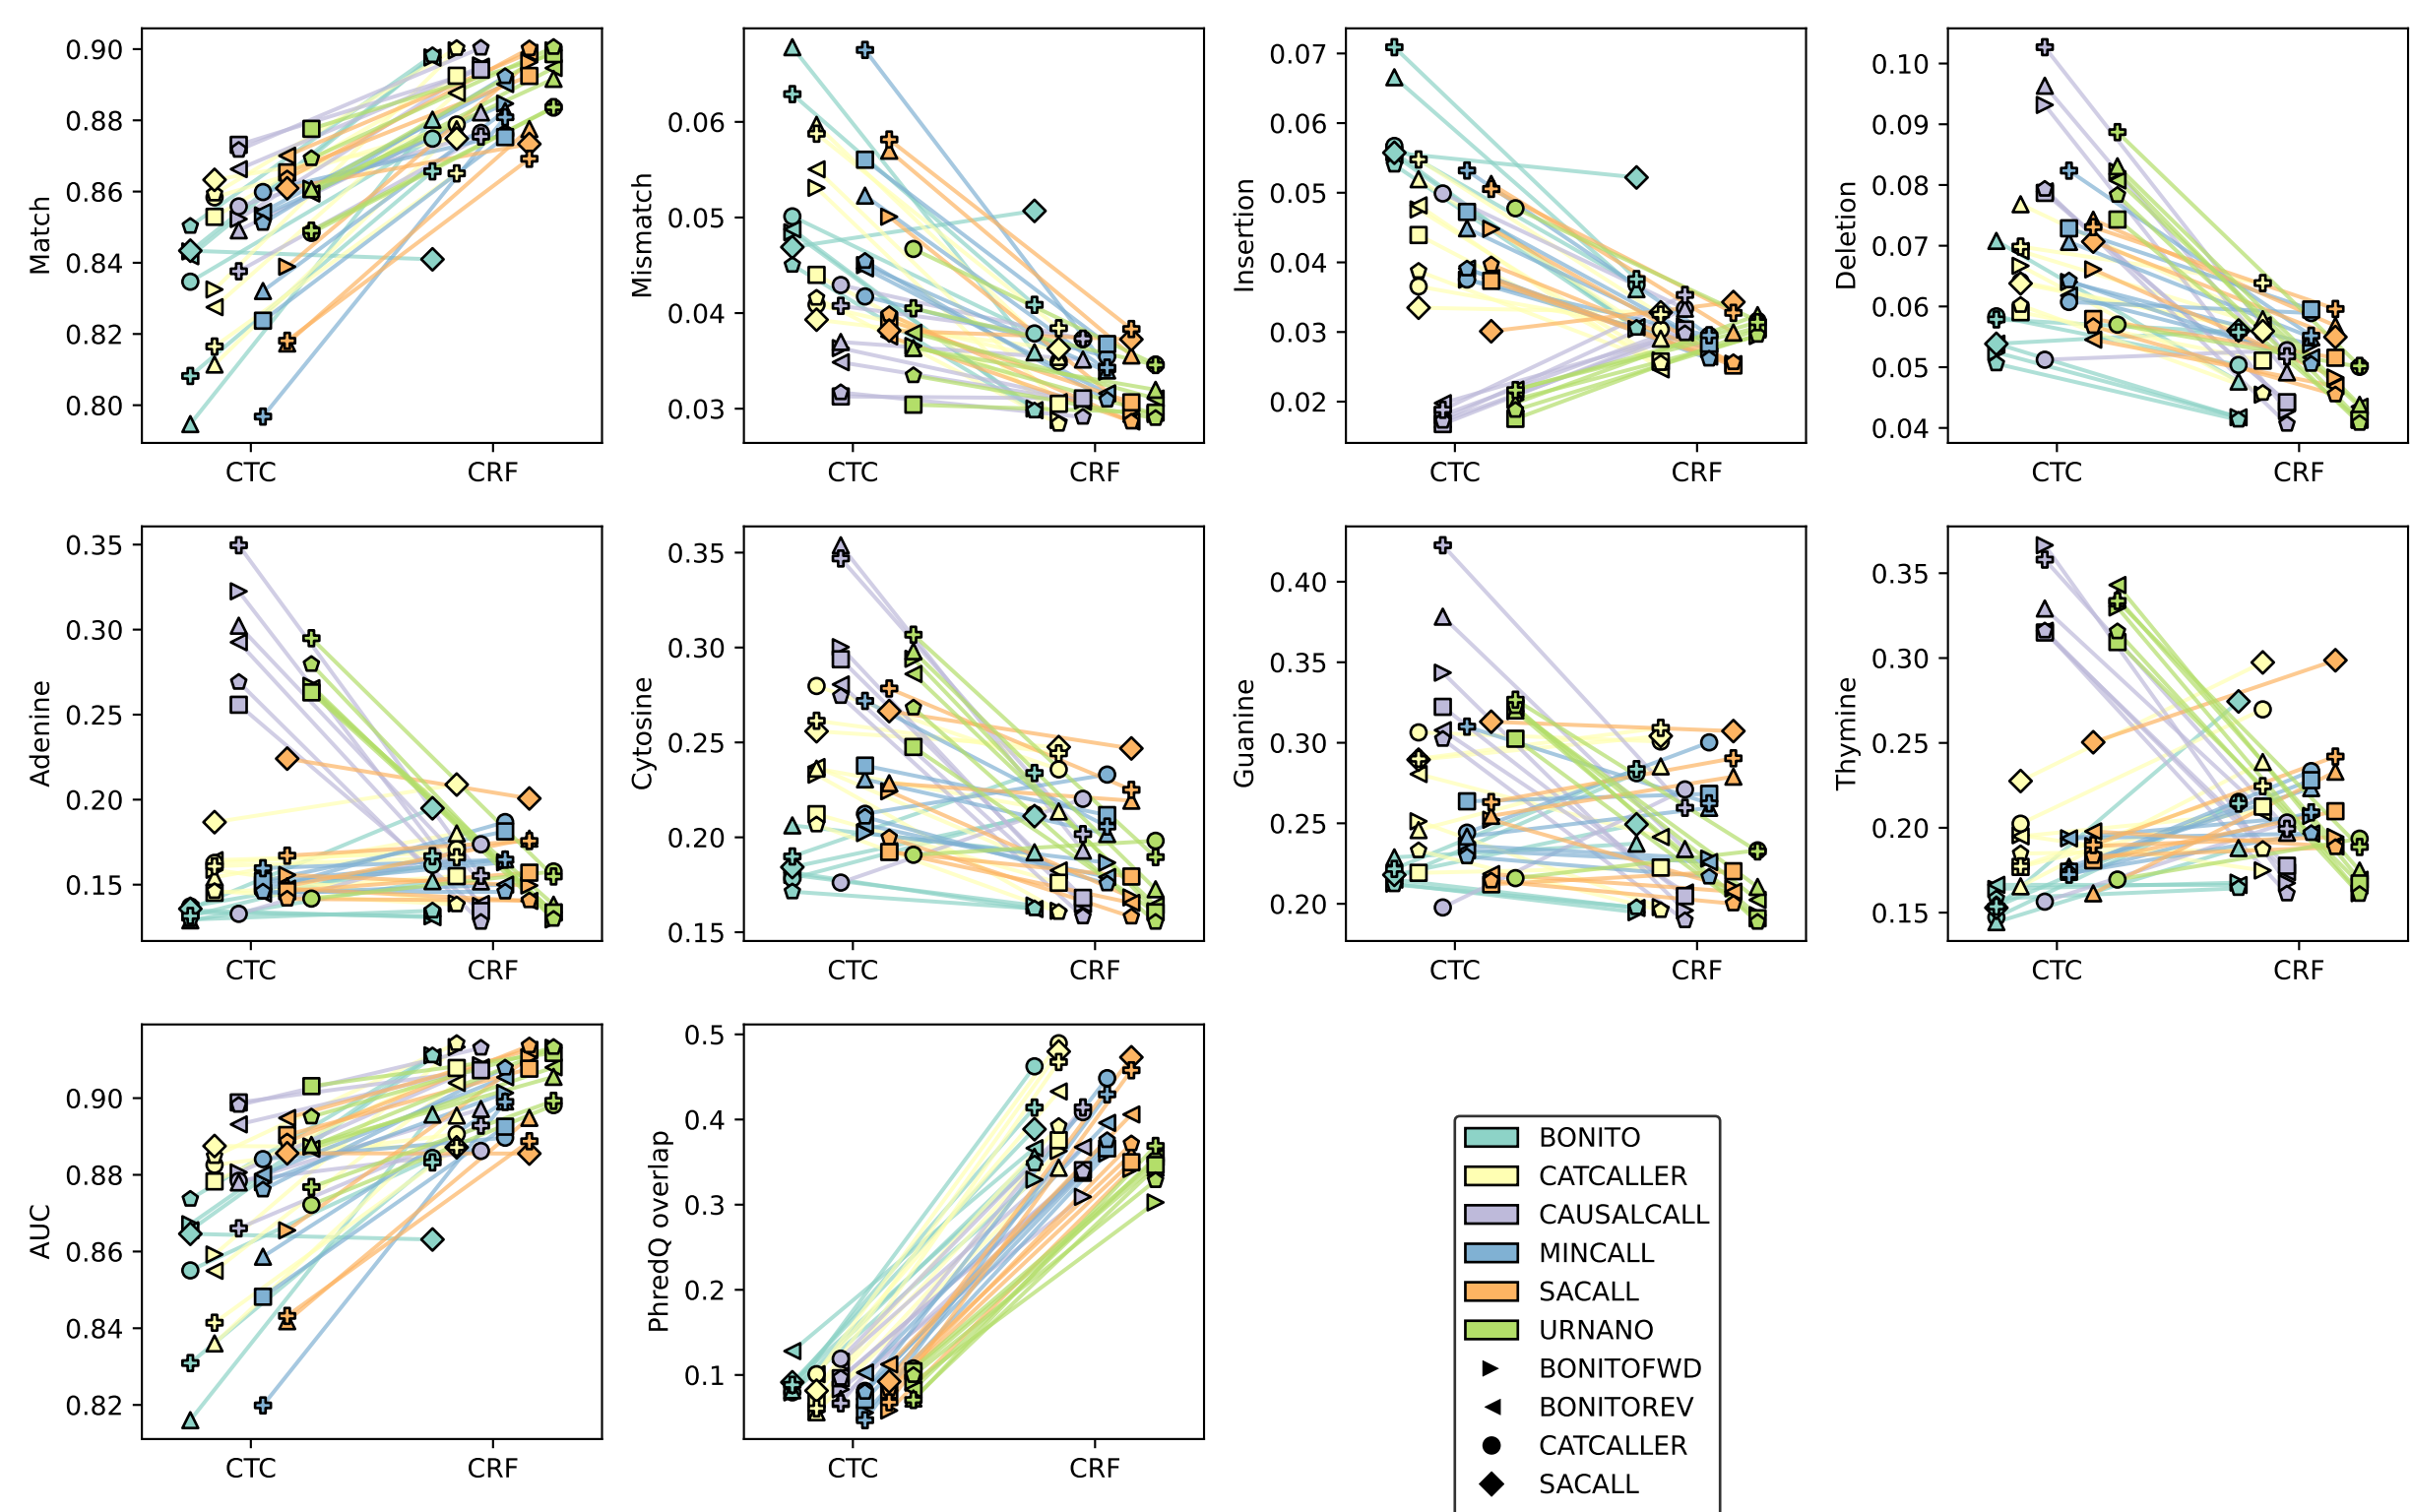 Match
0.90
0.88
0.86
0.84
0.82
0.80
CTC CRF
Mismatch
0.06
0.05
0.04
0.03
CTC CRF
Insertion
0.07
0.06
0.05
0.04
0.03
0.02
CTC CRF
Deletion
0.10
0.09
0.08
0.07
0.06
0.05
0.04
CTC CRF
Adenine
0.35
0.30
0.25
0.20
0.15
CTC CRF
Cytosine
0.35
0.30
0.25
0.20
0.15
CTC CRF
Guanine
0.40
0.35
0.30
0.25
0.20
CTC CRF
Thymine
0.35
0.30
0.25
0.20
0.15
CTC CRF
AUC
0.90
0.88
0.86
0.84
0.82
CTC CRF
PhredQ overlap
0.5
0.4
0.3
0.2
0.1
CTC CRF
BONITO
CATCALLER
CAUSALCALL
MINCALL
SACALL
URNANO
BONITOFWD
BONITOREV
CATCALLER
SACALL